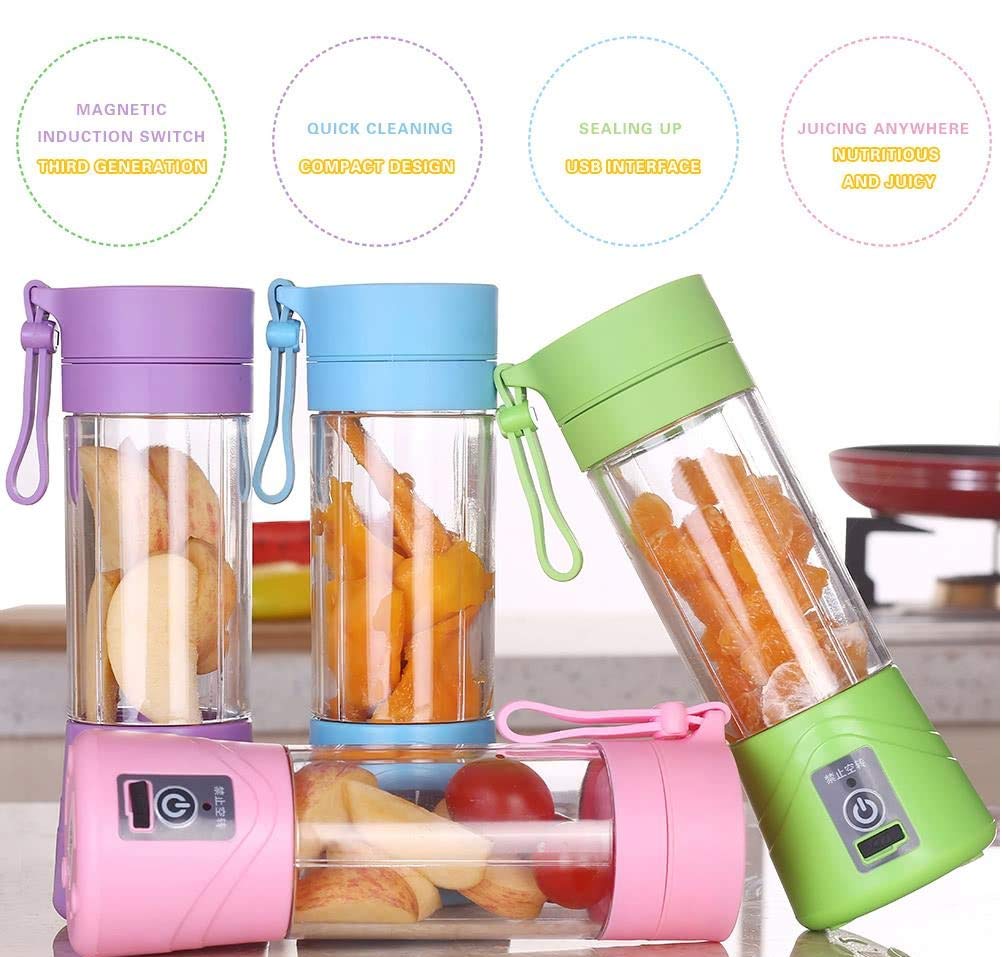 MAGNETIC
INDUCTION SWITCH
THIRD GENERATION
QUICK CLEANING
COMPACT DESIGN
SEALING UP
USB INTERFACE
JUICING ANYWHERE
NUTRITIOUS
AND JUICY
禁止空转
禁止空转